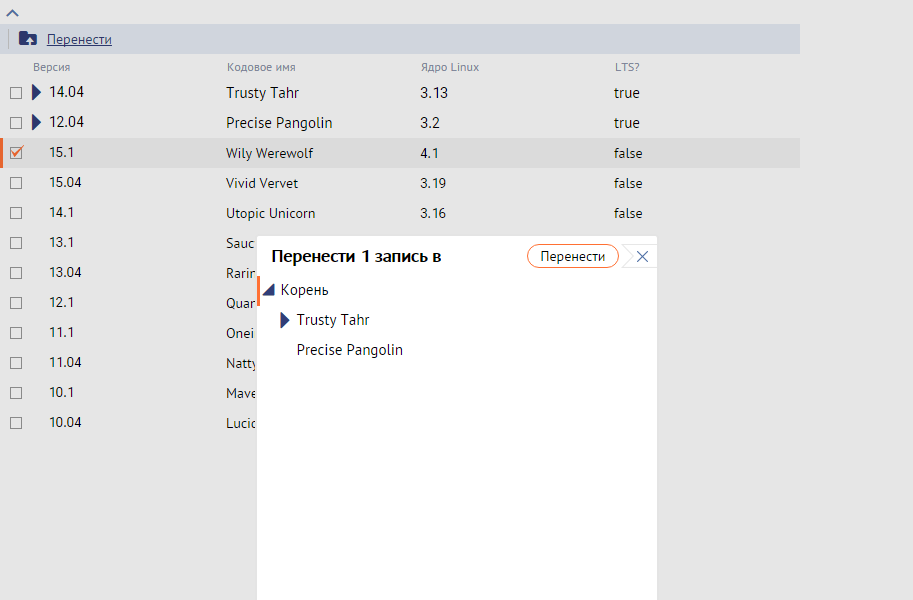 Перенести
Версия Кодовое имя Ядро Linux LTS?
14.04 Trusty Tahr 3.13 true
12.04 Precise Pangolin 3.2 true
15.1 Wily Werewolf 4.1 false
15.04 Vivid Vervet 3.19 false
14.1 Utopic Unicorn 3.16 false
13.1 Sauc
13.04 Rarin
12.1 Quan
11.1 Onei
11.04 Natty
10.1 Mave
10.04 Lucid
Перенести 1 запись в Перенести
Корень
Trusty Tahr
Precise Pangolin